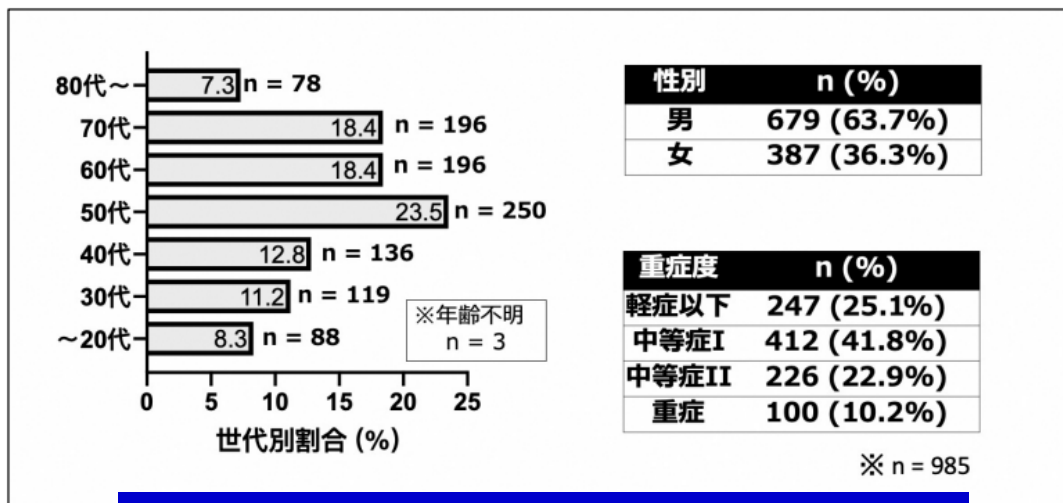 80代～ 7.3 n = 78
70代 18.4 n = 196
60代 18.4 n = 196
50代 23.5 n = 250
40代 12.8 n = 136
30代 11.2 n = 119
～20代 8.3 n = 88
※年齢不明
n = 3
0 5 10 15 20 25
世代別割合 (%)
性別 n (%)
男 679 (63.7%)
女 387 (36.3%)
重症度 n (%)
軽症以下 247 (25.1%)
中等症I 412 (41.8%)
中等症II 226 (22.9%)
重症 100 (10.2%)
※ n = 985